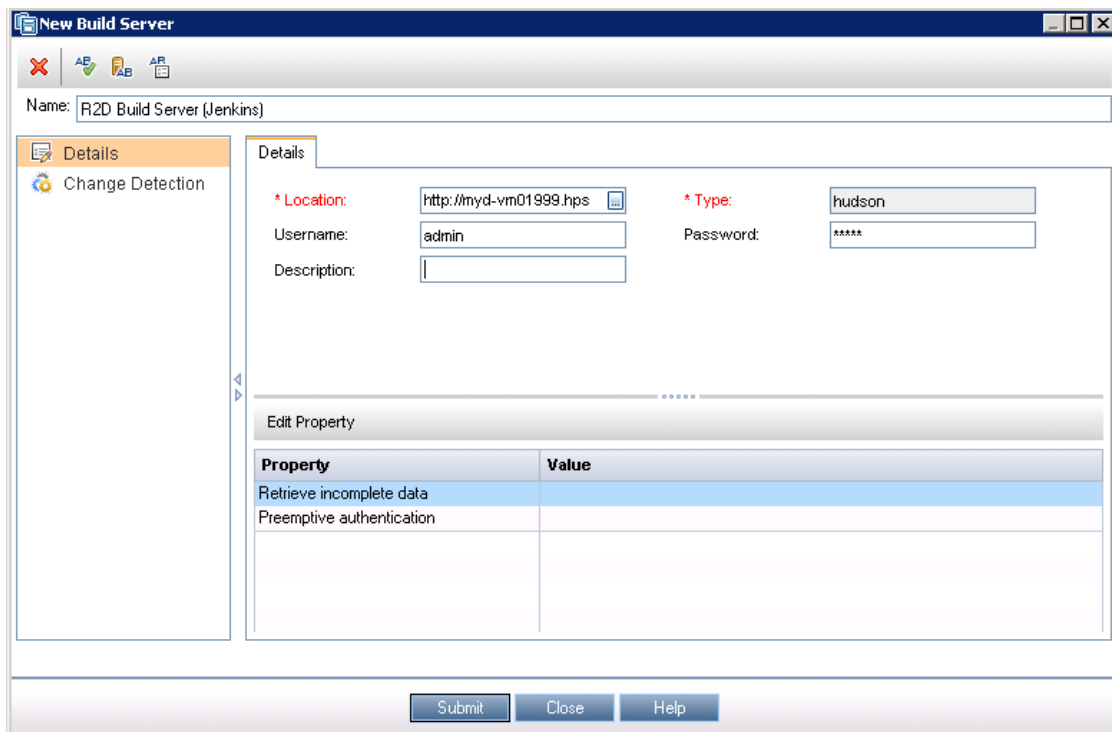 New Build Server
Name: R2D Build Server (Jenkins)
Details
Change Detection
Details
* Location: http://myd-vm01999.hps ... * Type: hudson
Username: admin Password: *****
Description:
Edit Property
Property Value
Retrieve incomplete data
Preemptive authentication
Submit Close Help